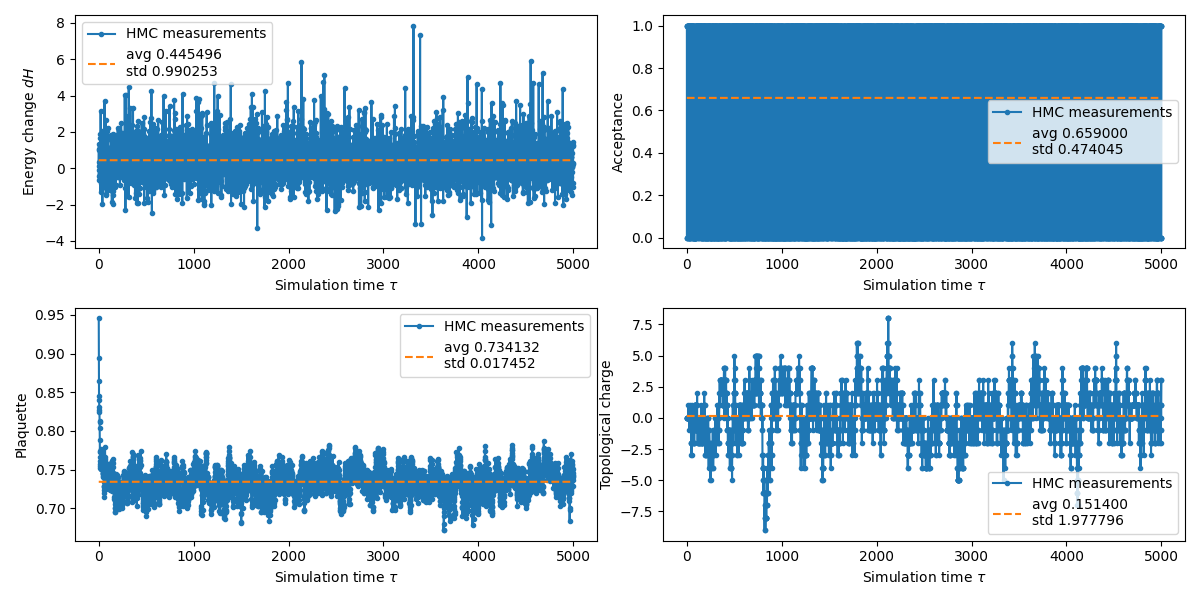 8
6
4
2
0
−2
−4
Energy change dH
HMC measurements
avg 0.445496
std 0.990253
0
1000
2000
3000
4000
5000
Simulation time τ
1.0
0.8
0.6
0.4
0.2
0.0
Acceptance
HMC measurements
avg 0.659000
std 0.474045
0
1000
2000
3000
4000
5000
Simulation time τ
0.95
0.90
0.85
0.80
0.75
0.70
Plaquette
HMC measurements
avg 0.734132
std 0.017452
0
1000
2000
3000
4000
5000
Simulation time τ
7.5
5.0
2.5
0.0
−2.5
−5.0
−7.5
Topological charge
HMC measurements
avg 0.151400
std 1.977796
0
1000
2000
3000
4000
5000
Simulation time τ